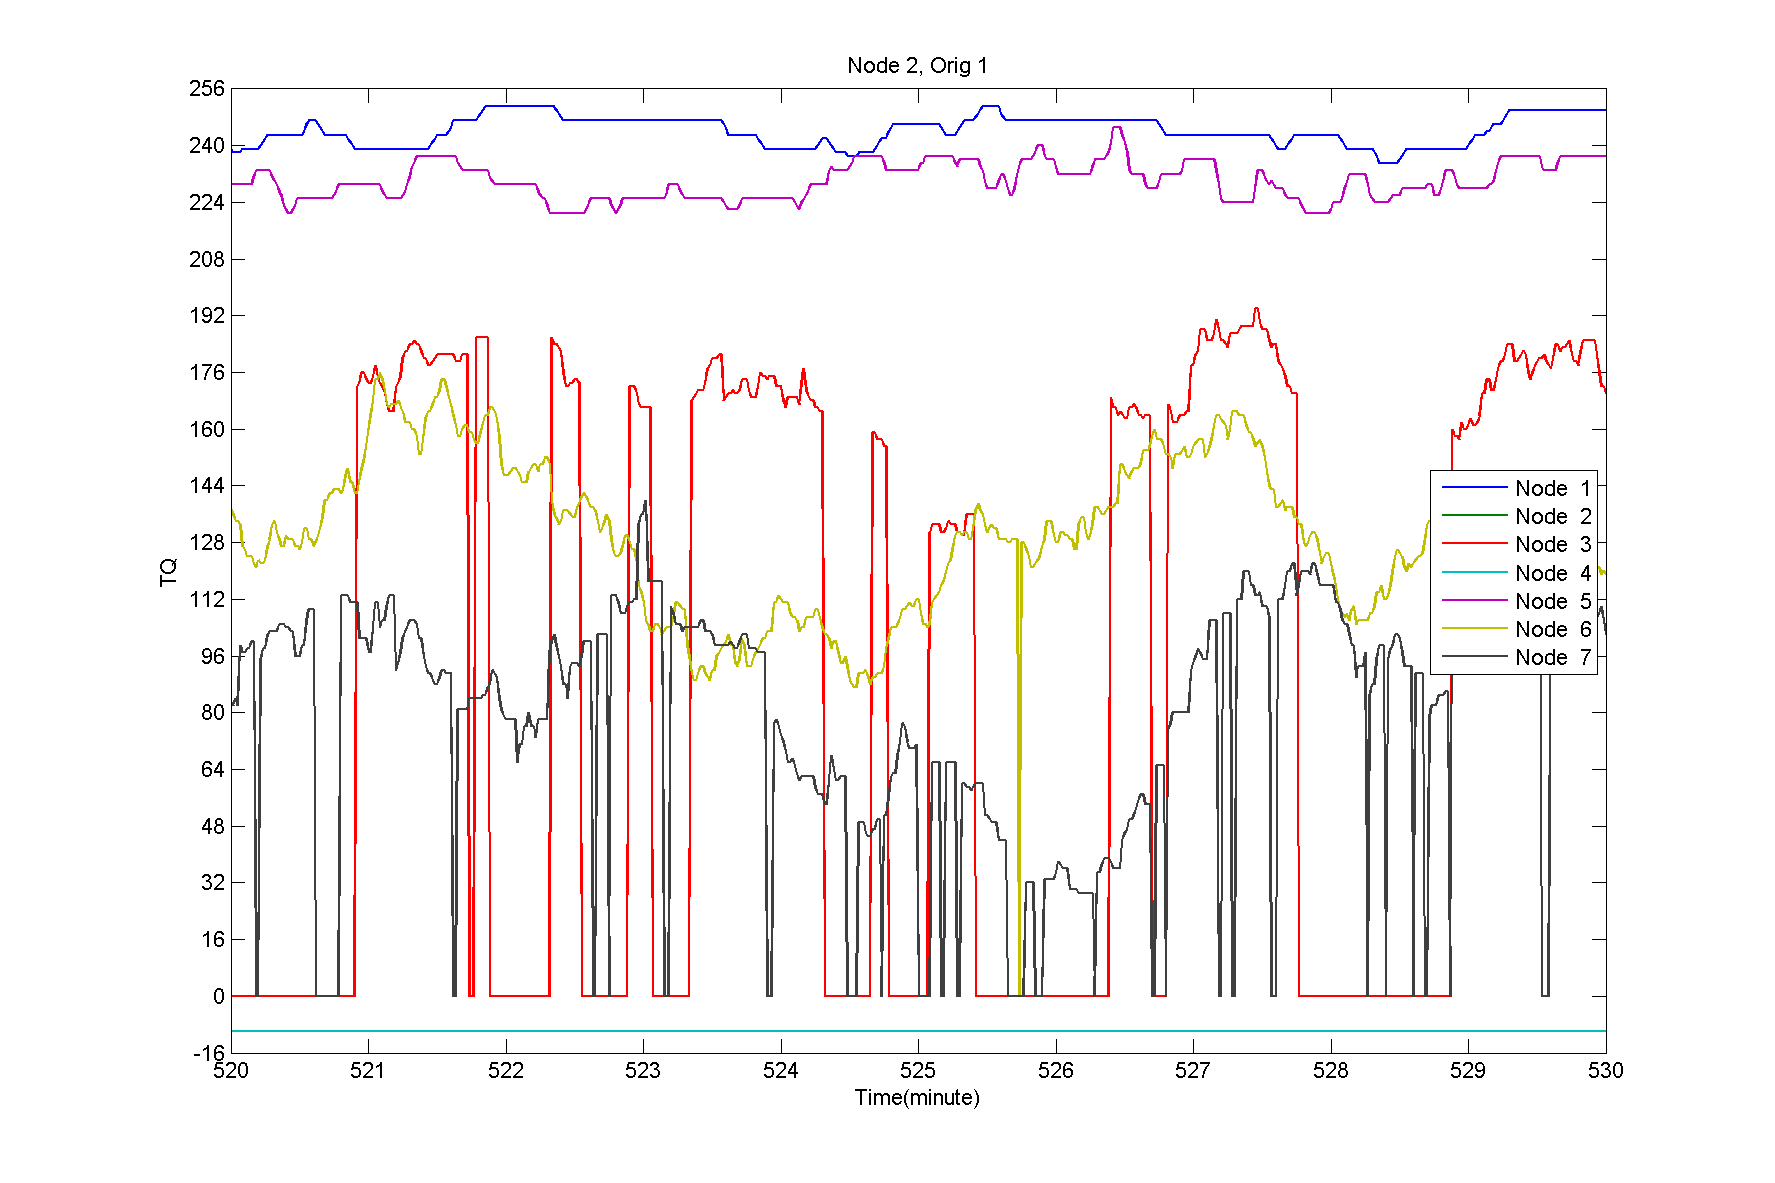 Node 2, Orig 1
256
240
224
208
192
176
160
144
128
112
96
80
64
48
32
16
0
-16
TQ
Node 1
Node 2
Node 3
Node 4
Node 5
Node 6
Node 7
520 521 522 523 524 525 526 527 528 529 530
Time(minute)